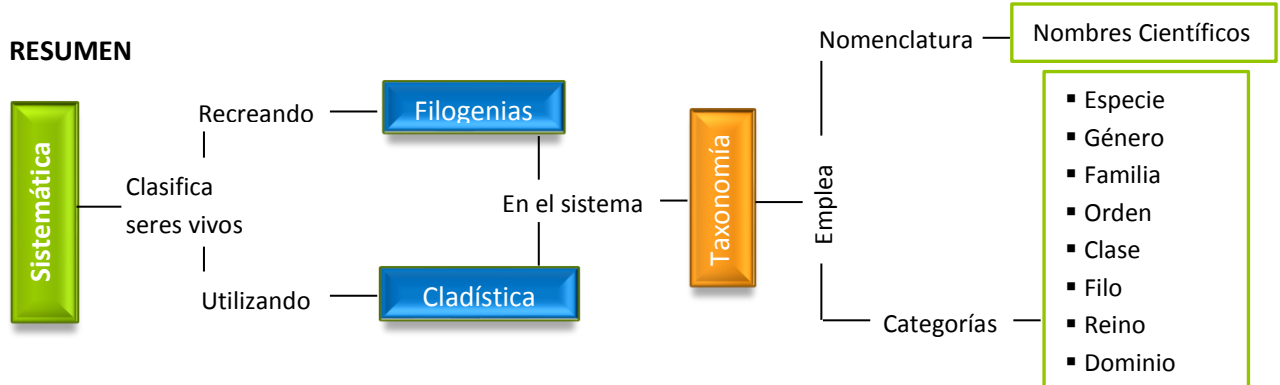 RESUMEN
Sistemática
Clasifica
seres vivos
Recreando
Filogenias
Utilizando
Cladística
En el sistema
Taxonomía
Emplea
Nomenclatura
Nombres Científicos
Categorías
▪ Especie
▪ Género
▪ Familia
▪ Orden
▪ Clase
▪ Filo
▪ Reino
▪ Dominio